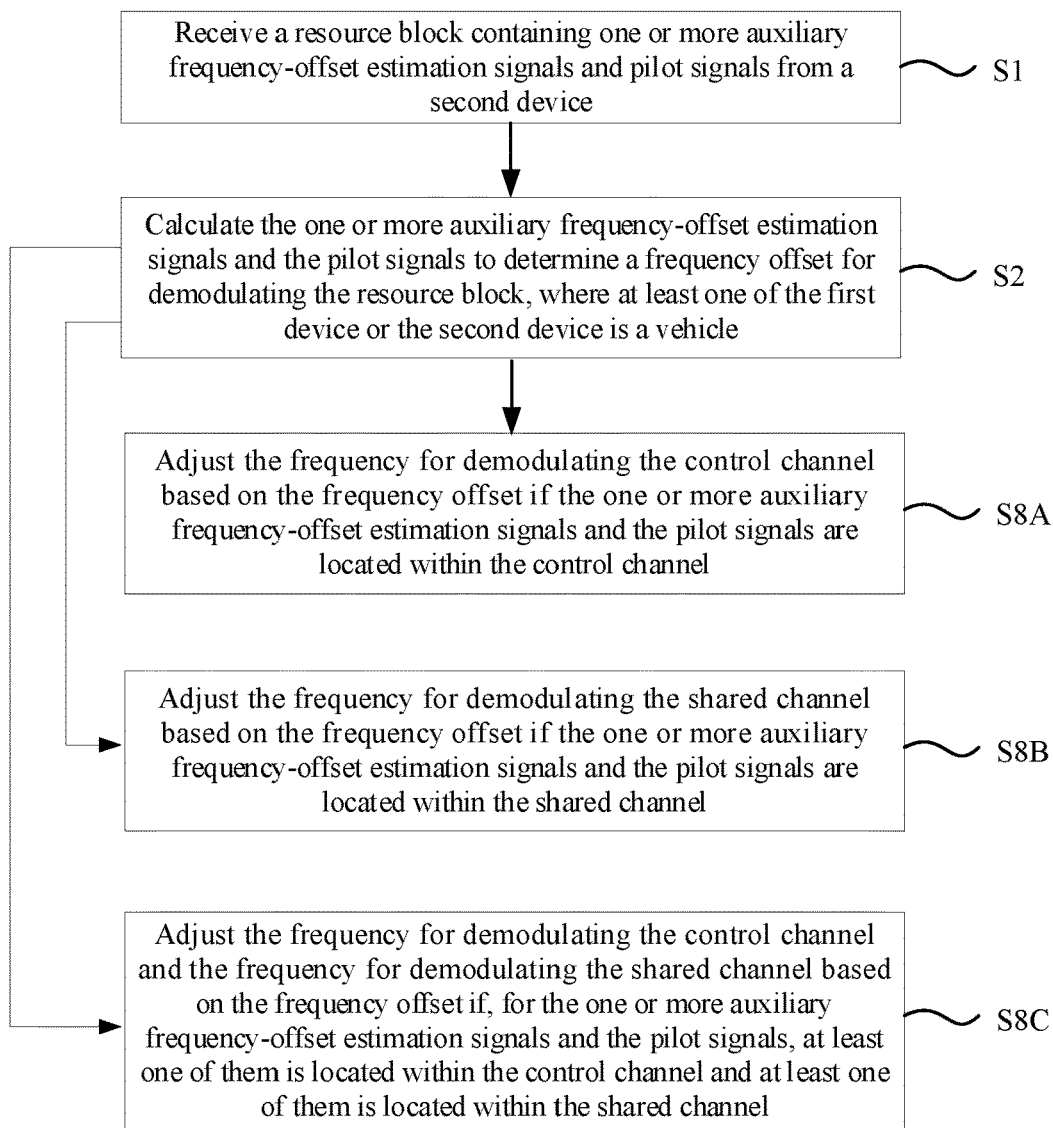 Receive a resource block containing one or more auxiliary
frequency-offset estimation signals and pilot signals from a
second device
S1
Calculate the one or more auxiliary frequency-offset estimation
signals and the pilot signals to determine a frequency offset for
demodulating the resource block, where at least one of the first
device or the second device is a vehicle
S2
Adjust the frequency for demodulating the control channel
based on the frequency offset if the one or more auxiliary
frequency-offset estimation signals and the pilot signals are
located within the control channel
S8A
Adjust the frequency for demodulating the shared channel
based on the frequency offset if the one or more auxiliary
frequency-offset estimation signals and the pilot signals are
located within the shared channel
S8B
Adjust the frequency for demodulating the control channel
and the frequency for demodulating the shared channel based
on the frequency offset if, for the one or more auxiliary
frequency-offset estimation signals and the pilot signals, at least
one of them is located within the control channel and at least one
of them is located within the shared channel
S8C